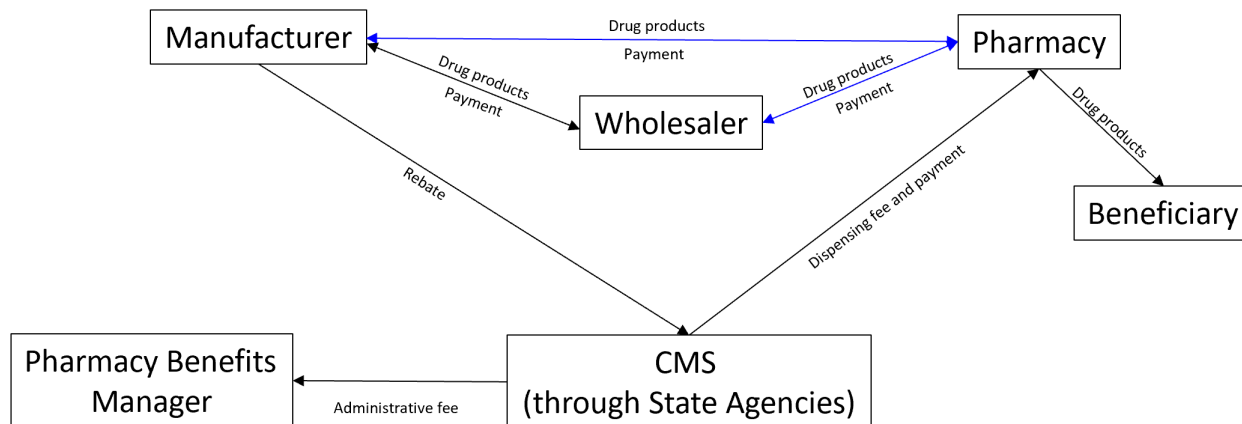 Manufacturer
Drug products
Payment
Pharmacy
Drug products
Payment
Wholesaler
Drug products
Payment
Drug products
Rebate
Dispensing fee and payment
Beneficiary
Pharmacy Benefits
Manager
Administrative fee
CMS
(through State Agencies)